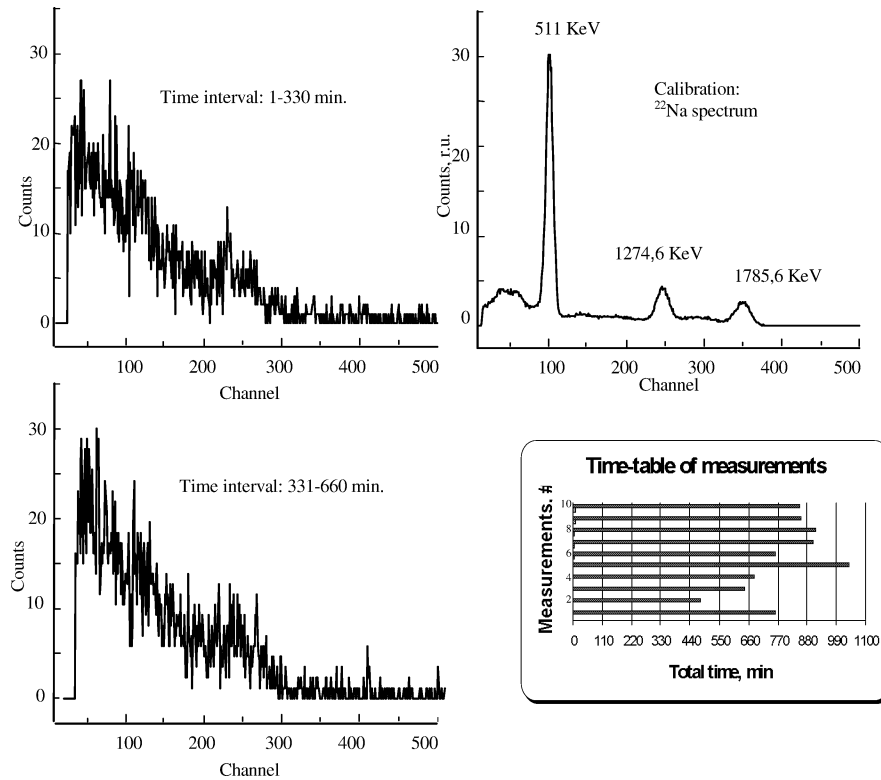 30
20
10
0
Counts
Time interval: 1-330 min.
100
200
300
400
500
Channel
511 KeV
30
20
10
0
Counts, r.u.
Calibration:
22Na spectrum
1274,6 KeV
1785,6 KeV
100
200
300
400
500
Channel
30
20
10
0
Counts
Time interval: 331-660 min.
100
200
300
400
500
Channel
Time-table of measurements
Measurements. #
10
8
6
4
2
0 110 220 330 440 550 660 770 880 990 1100
Total time, min